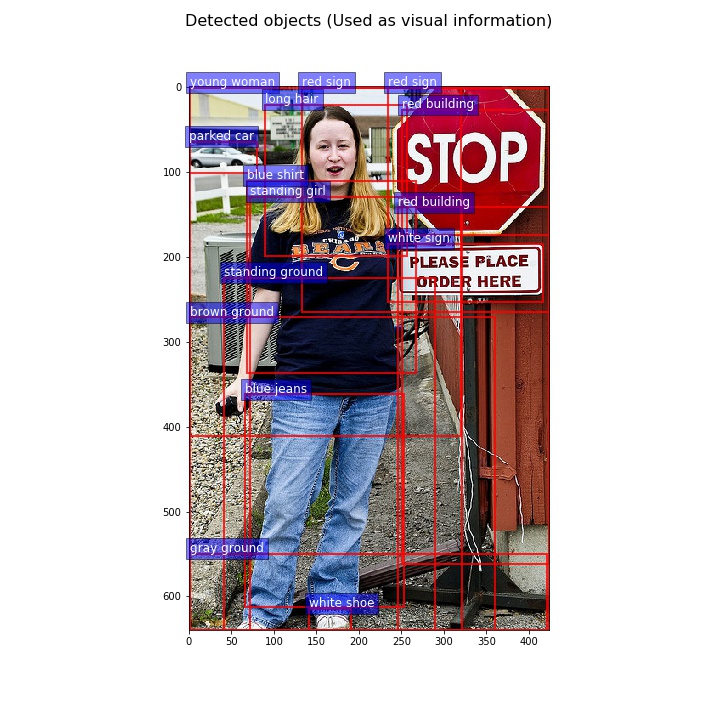 Detected objects (Used as visual information)
young woman
red sign
red sign
long hair
red building
parked car
STOP
blue shirt
standing girl
red building
CHICAGO
BEARS
C
white sign
PLEASE PLACE
ORDER HERE
standing ground
brown ground
blue jeans
gray ground
white shoe
0
100
200
300
400
500
600
0
50
100
150
200
250
300
350
400